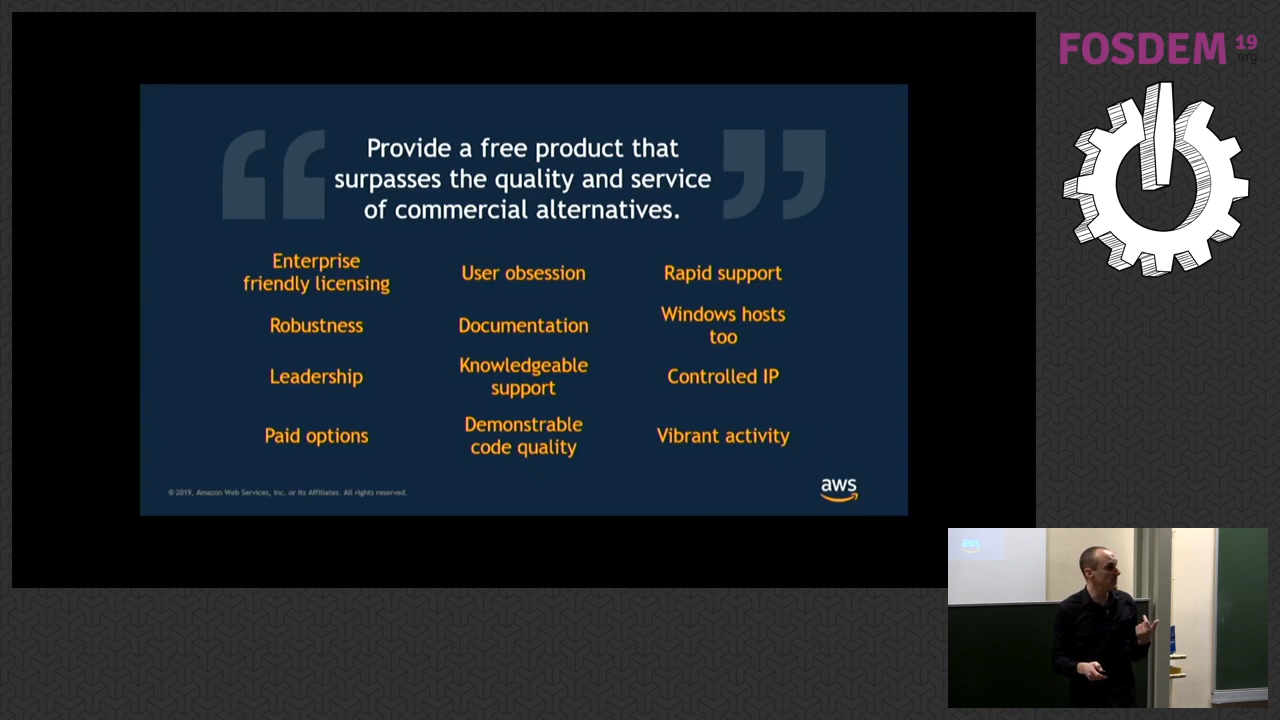 FOSDEM 19
.org
Provide a free product that
surpasses the quality and service
of commercial alternatives.
Enterprise
friendly licensing
User obsession
Rapid support
Robustness
Documentation
Windows hosts
too
Leadership
Knowledgeable
support
Controlled IP
Paid options
Demonstrable
code quality
Vibrant activity
© 2019, Amazon Web Services, Inc. or its Affiliates. All rights reserved.
aws
aws